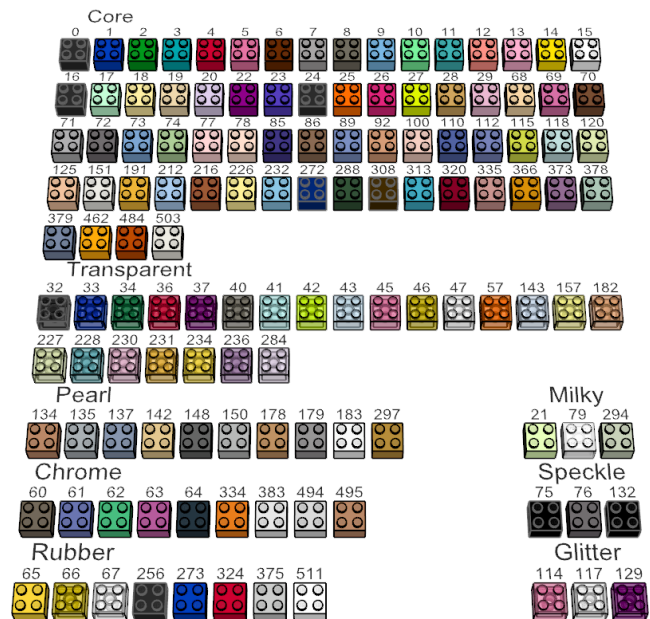 Core
0 1 2 3 4 5 6 7 8 9 10 11 12 13 14 15
16 17 18 19 20 22 23 24 25 26 27 28 29 68 69 70
71 72 73 74 77 78 85 86 89 92 100 110 112 115 118 120
125 151 191 212 216 226 232 272 288 308 313 320 335 366 373 378
379 462 484 503
Transparent
32 33 34 36 37 40 41 42 43 45 46 47 57 143 157 182
227 228 230 231 234 236 284
Pearl Milky
134 135 137 142 148 150 178 179 183 297 21 79 294
Chrome Speckle
60 61 62 63 64 334 383 494 495 75 76 132
Rubber Glitter
65 66 67 256 273 324 375 511 114 117 129